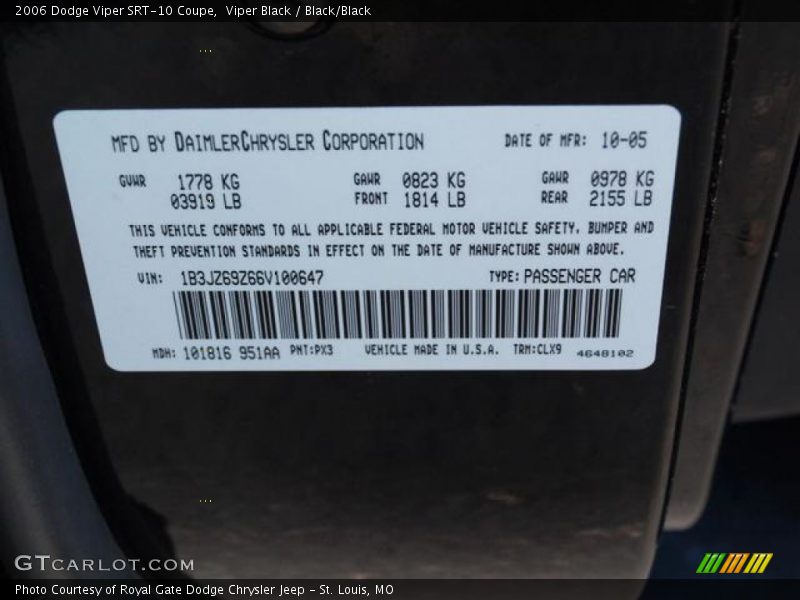 2006 Dodge Viper SRT-10 Coupe,  Viper Black / Black/Black
MFD BY DAIMLERCHRYSLER CORPORATION DATE OF MFR: 10-05
GVWR 1778 KG GAWR 0823 KG GAWR 0978 KG
03919 LB FRONT 1814 LB REAR 2155 LB
THIS VEHICLE CONFORMS TO ALL APPLICABLE FEDERAL MOTOR VEHICLE SAFETY, BUMPER AND
THEFT PREVENTION STANDARDS IN EFFECT ON THE DATE OF MANUFACTURE SHOWN ABOVE.
VIN: 1B3JZ69Z66V100647 TYPE: PASSENGER CAR
MDH: 101816 951AA PNT:PX3 VEHICLE MADE IN U.S.A. TRM:CLX9 4648102
GTCARLOT.COM
Photo Courtesy of Royal Gate Dodge Chrysler Jeep - St. Louis, MO